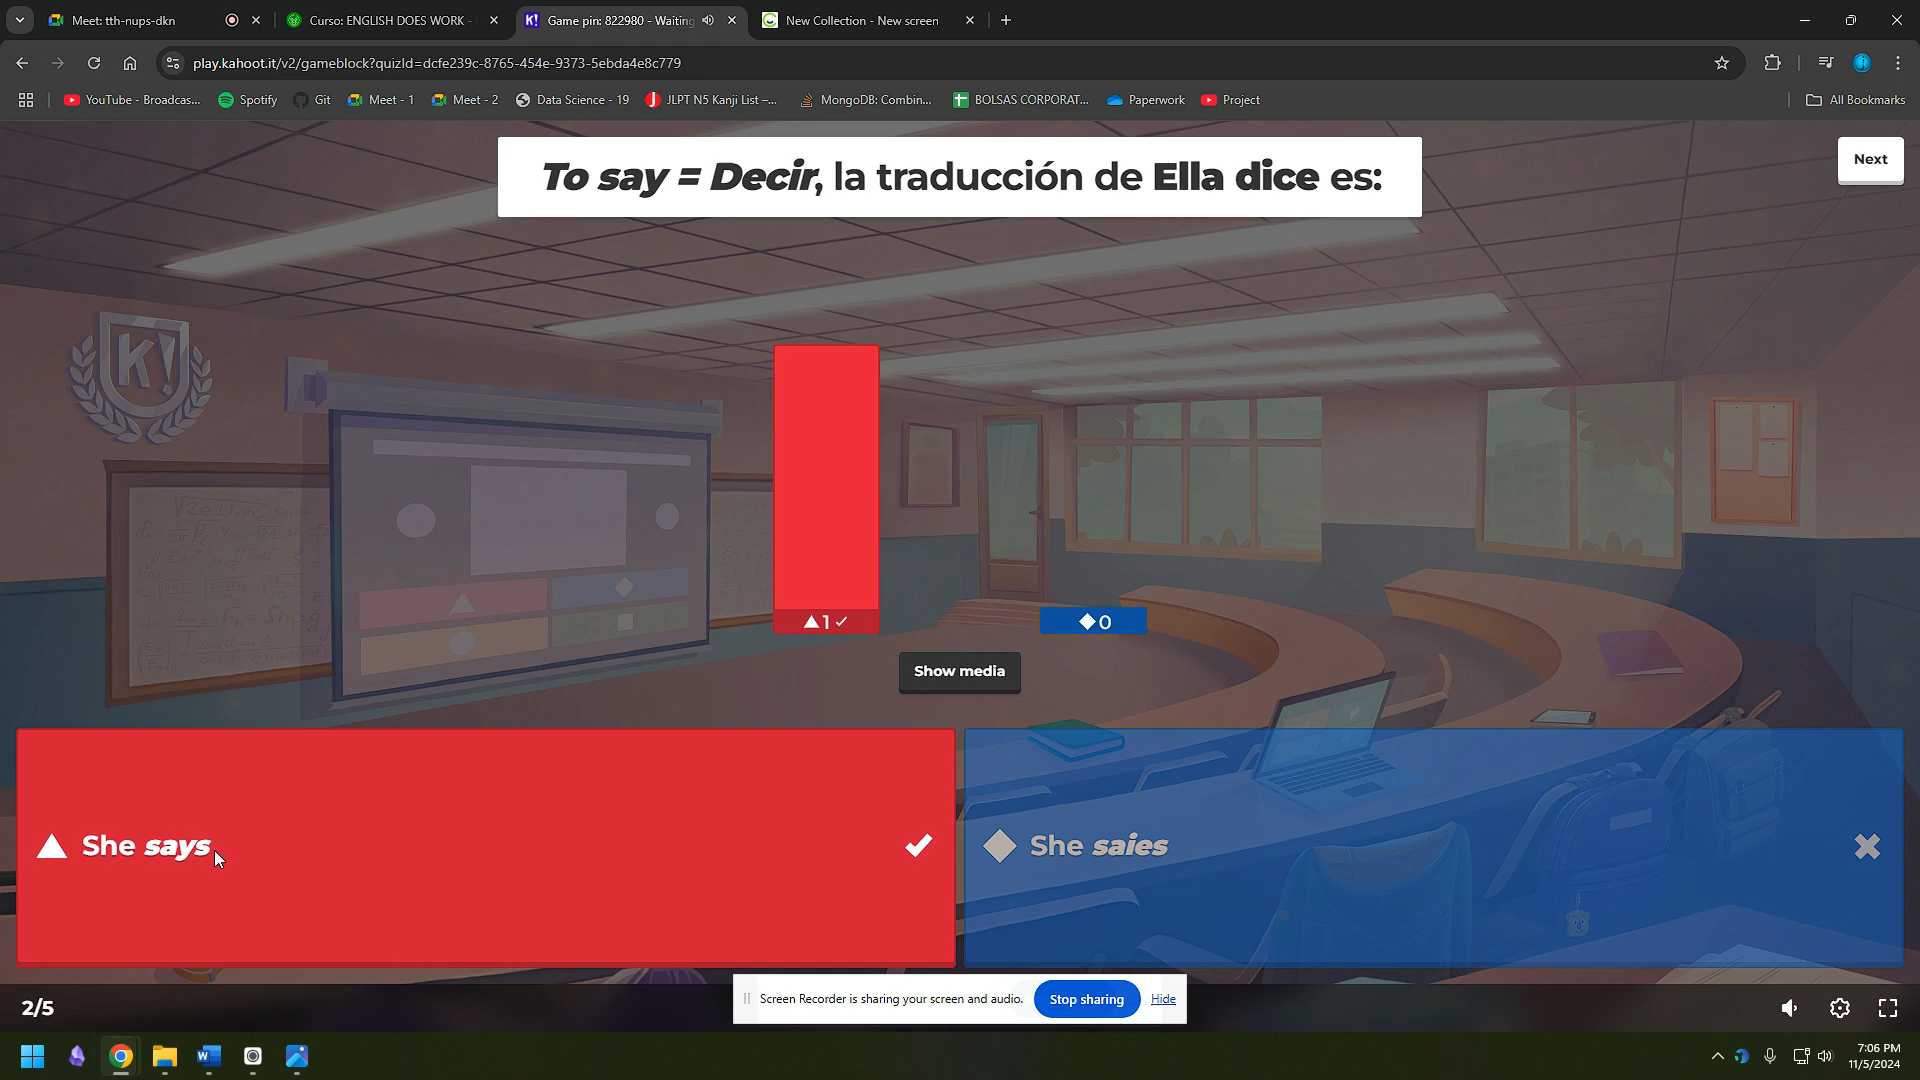 Meet: tth-nups-dkn
Curso: ENGLISH DOES WORK -
K! Game pin: 822980 - Waiting
New Collection - New screen
play.kahoot.it/v2/gameblock?quizId=dcfe239c-8765-454e-9373-5ebda4e8c779
YouTube - Broadcas...
Spotify
Git
Meet - 1
Meet - 2
Data Science - 19
JLPT N5 Kanji List –...
MongoDB: Combin...
BOLSAS CORPORAT...
Paperwork
Project
All Bookmarks
To say = Decir, la traducción de Ella dice es:
Next
K!
1
0
Show media
She says
She saies
2/5
Screen Recorder is sharing your screen and audio.
Stop sharing
Hide
7:06 PM
11/5/2024